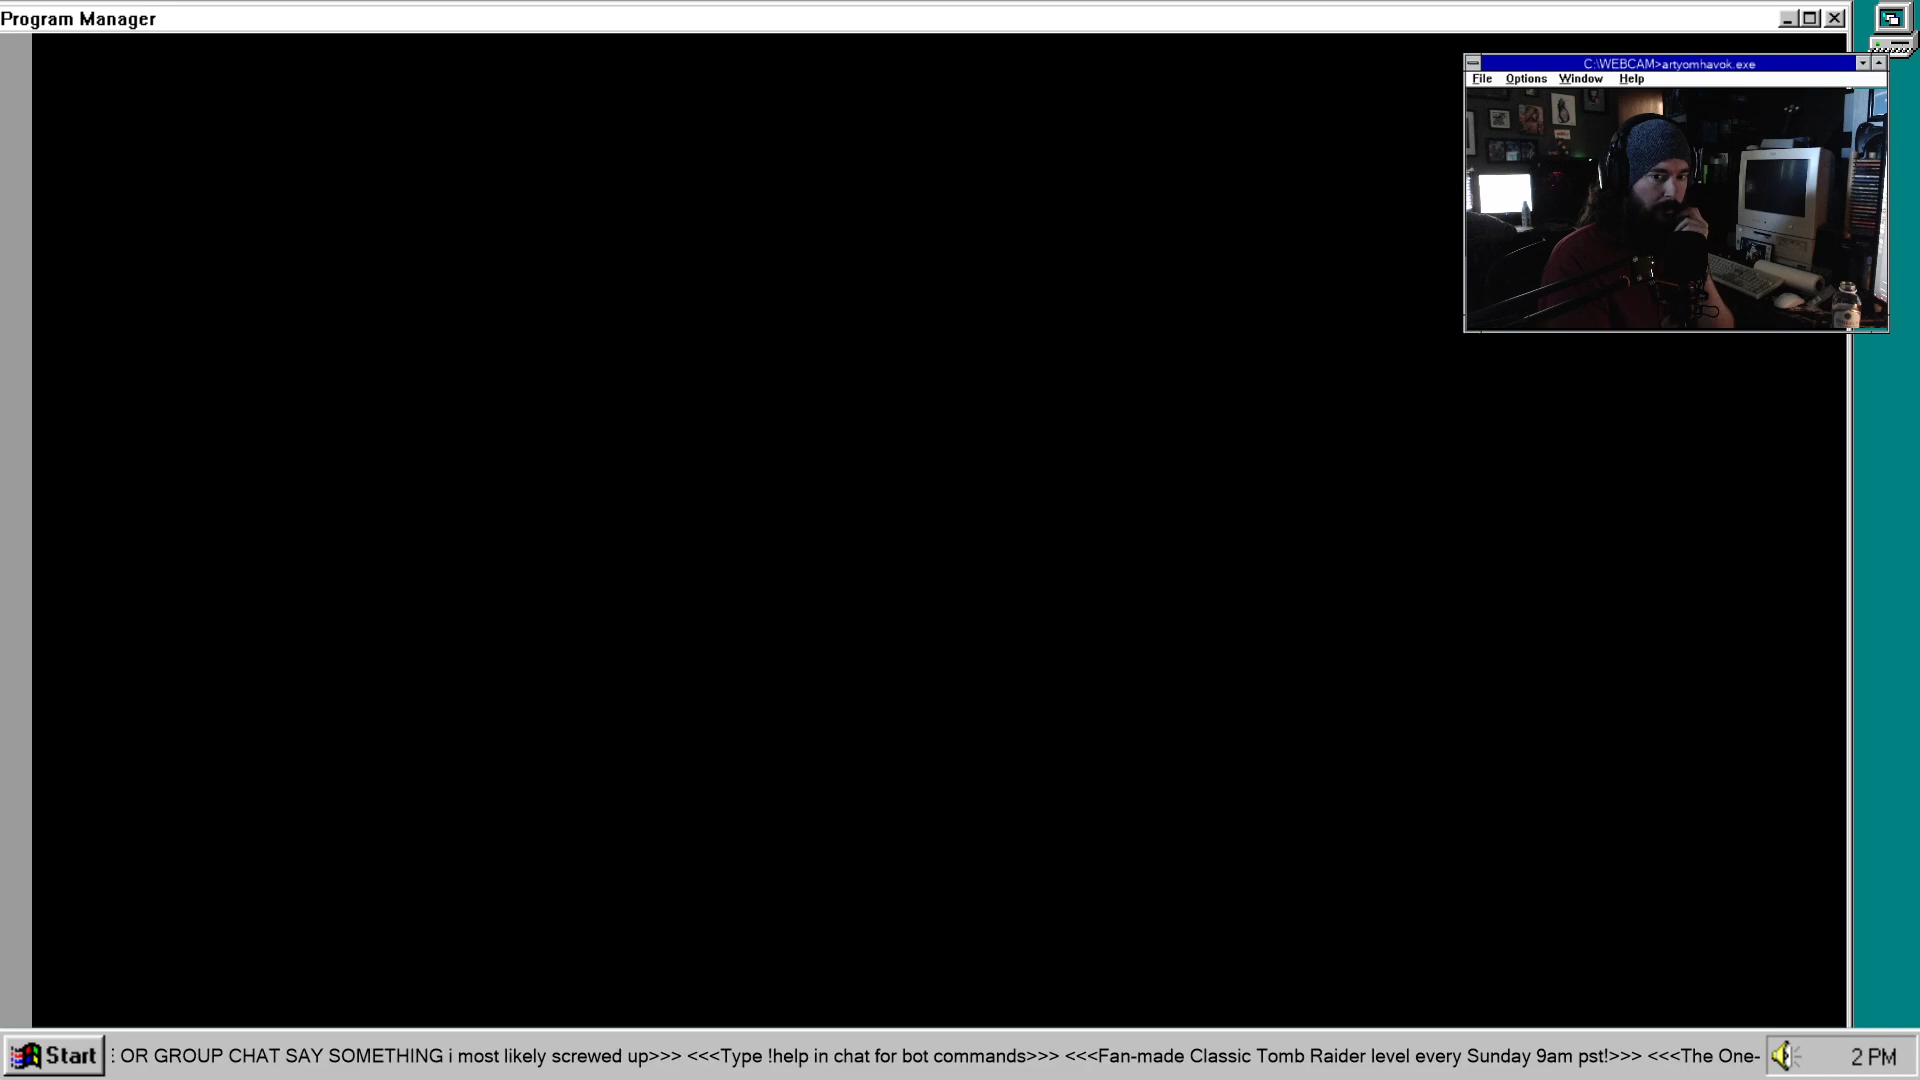 Program Manager
C:\WEBCAM>artyomhavok.exe
File Options Window Help
Start
OR GROUP CHAT SAY SOMETHING i most likely screwed up>>> <<<Type !help in chat for bot commands>>> <<<Fan-made Classic Tomb Raider level every Sunday 9am pst!>>> <<<The One-
2 PM